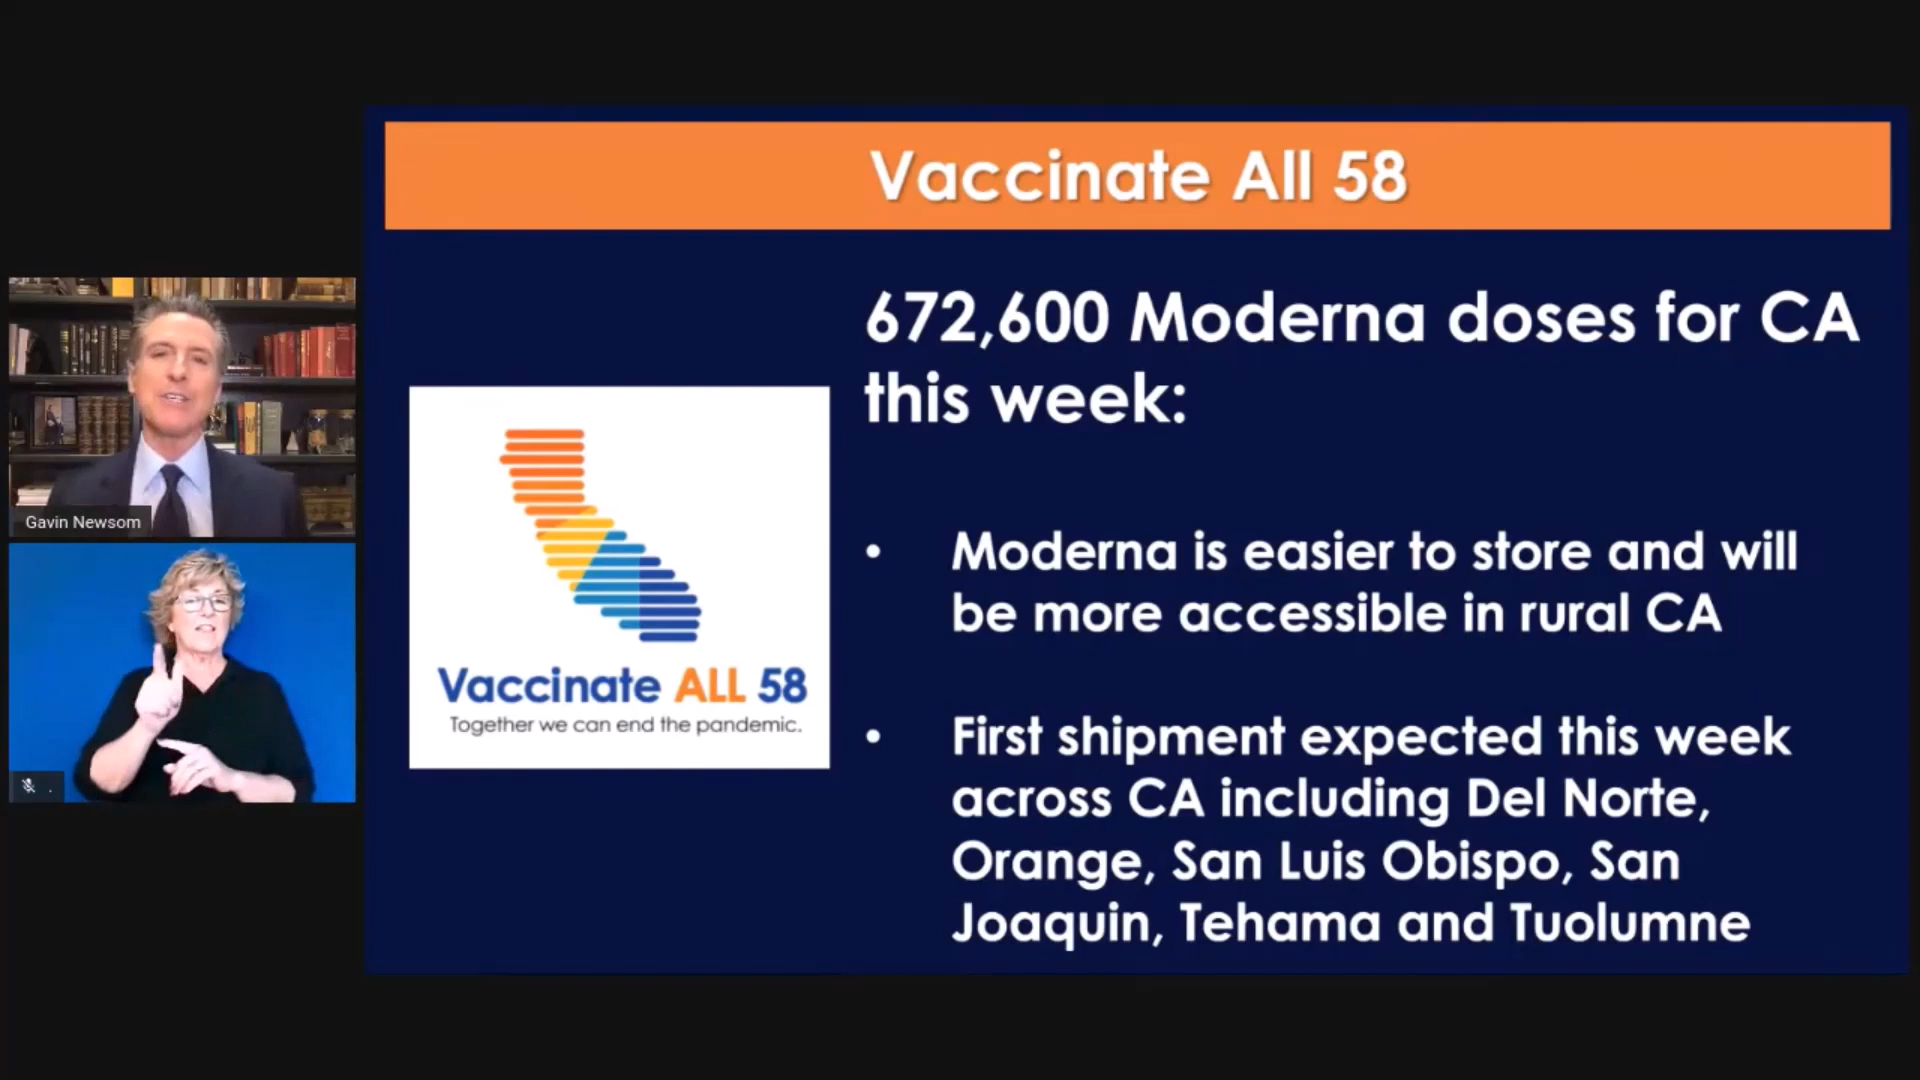 Vaccinate All 58
672,600 Moderna doses for CA
this week:
• Moderna is easier to store and will
be more accessible in rural CA
• First shipment expected this week
across CA including Del Norte,
Orange, San Luis Obispo, San
Joaquin, Tehama and Tuolumne
Vaccinate ALL 58
Together we can end the pandemic.
Gavin Newsom
.